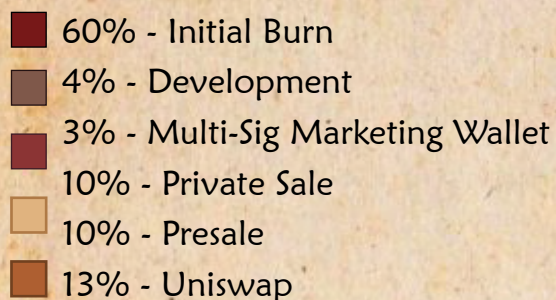 60% - Initial Burn
4% - Development
3% - Multi-Sig Marketing Wallet
10% - Private Sale
10% - Presale
13% - Uniswap